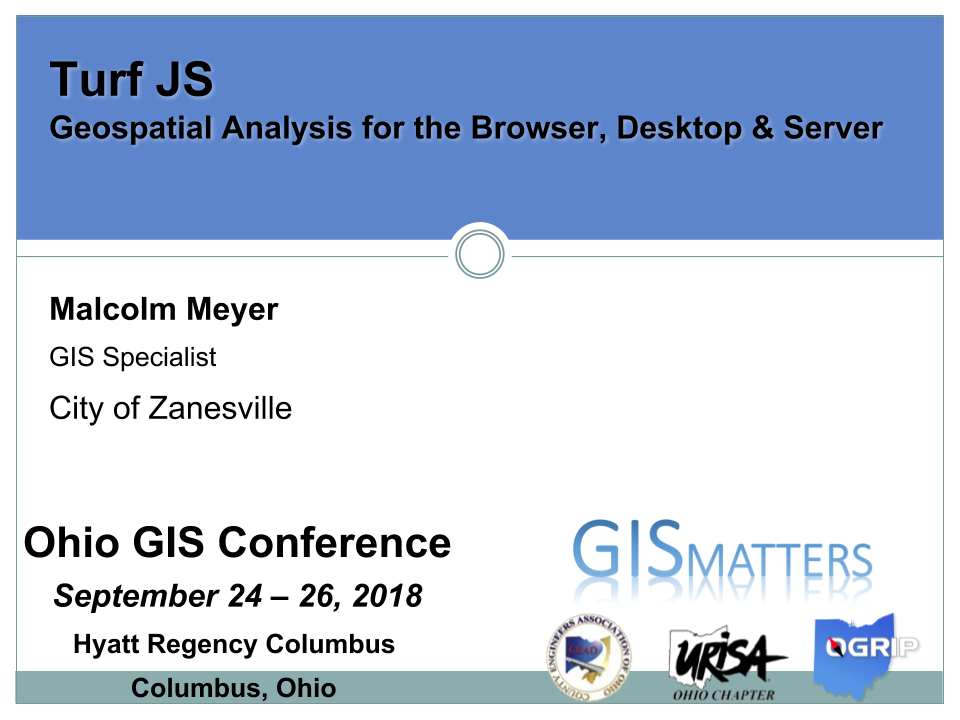 Turf JS
Geospatial Analysis for the Browser, Desktop & Server
Malcolm Meyer
GIS Specialist
City of Zanesville
Ohio GIS Conference
September 24 – 26, 2018
Hyatt Regency Columbus
Columbus, Ohio
GISMATTERS
COUNTY ENGINEERS ASSOCIATION OF OHIO
CEAO
URISA
OHIO CHAPTER
OGRIP